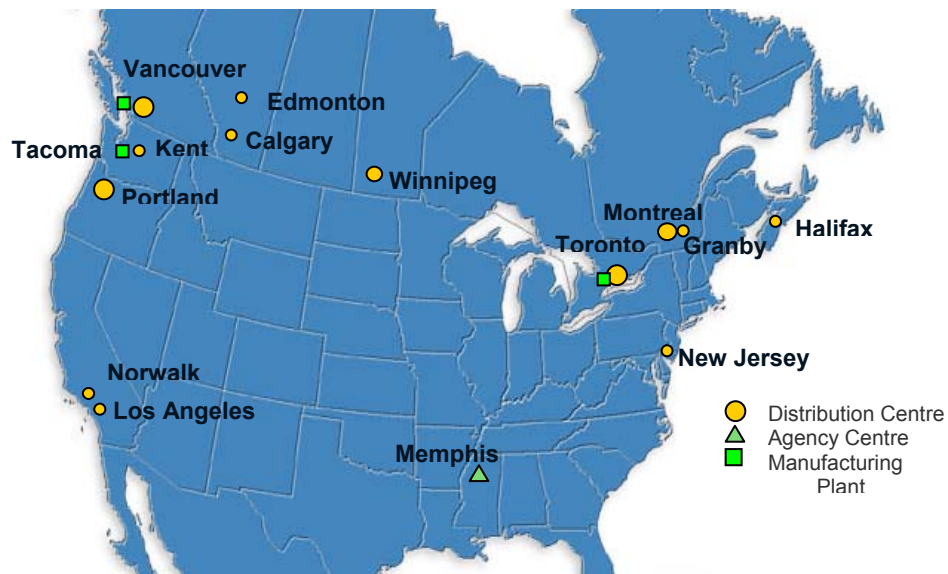 Vancouver
Edmonton
Tacoma
Kent
Calgary
Winnipeg
Portland
Montreal
Halifax
Toronto
Granby
New Jersey
Norwalk
Los Angeles
Memphis
Distribution Centre
Agency Centre
Manufacturing
Plant